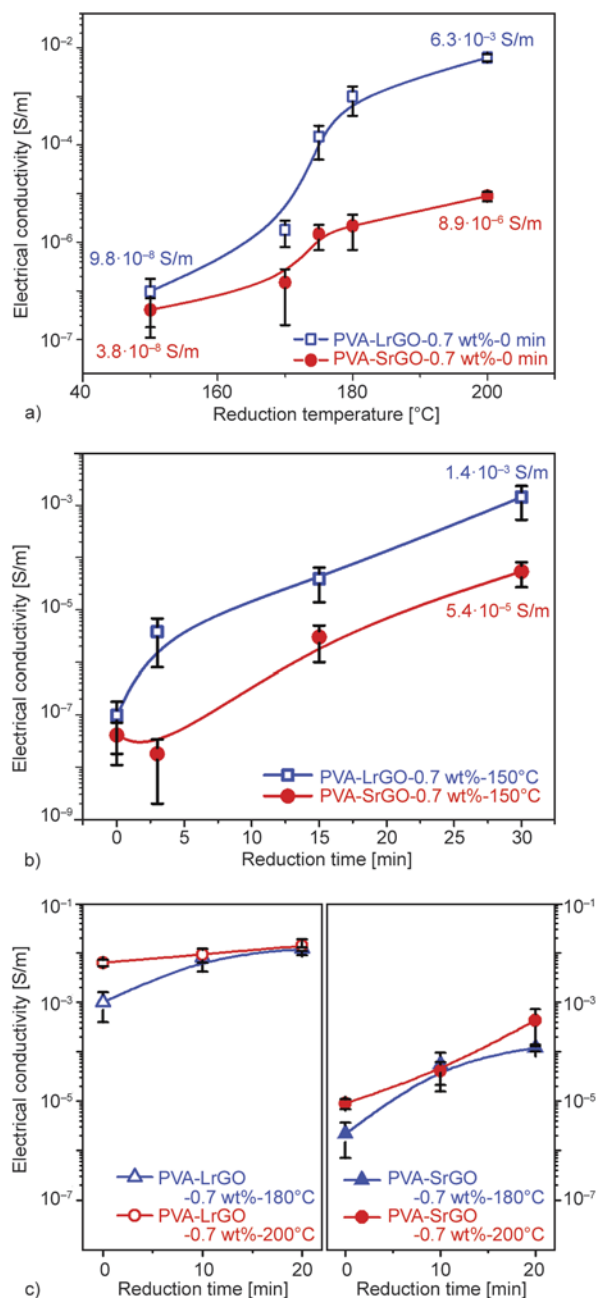 6.3·10⁻³ S/m
10⁻²
10⁻⁴
10⁻⁶
10⁻⁷
Electrical conductivity [S/m]
9.8·10⁻⁸ S/m
8.9·10⁻⁶ S/m
3.8·10⁻⁸ S/m
PVA-LrGO-0.7 wt%-0 min
PVA-SrGO-0.7 wt%-0 min
40 160 180 200
a) Reduction temperature [°C]
1.4·10⁻³ S/m
10⁻³
10⁻⁵
10⁻⁷
10⁻⁹
Electrical conductivity [S/m]
5.4·10⁻⁵ S/m
PVA-LrGO-0.7 wt%-150°C
PVA-SrGO-0.7 wt%-150°C
0 5 10 15 20 25 30
b) Reduction time [min]
10⁻¹
10⁻³
10⁻⁵
10⁻⁷
Electrical conductivity [S/m]
PVA-LrGO
-0.7 wt%-180°C
PVA-LrGO
-0.7 wt%-200°C
0 10 20
c) Reduction time [min]
PVA-SrGO
-0.7 wt%-180°C
PVA-SrGO
-0.7 wt%-200°C
10⁻¹
10⁻³
10⁻⁵
10⁻⁷
0 10 20
Reduction time [min]